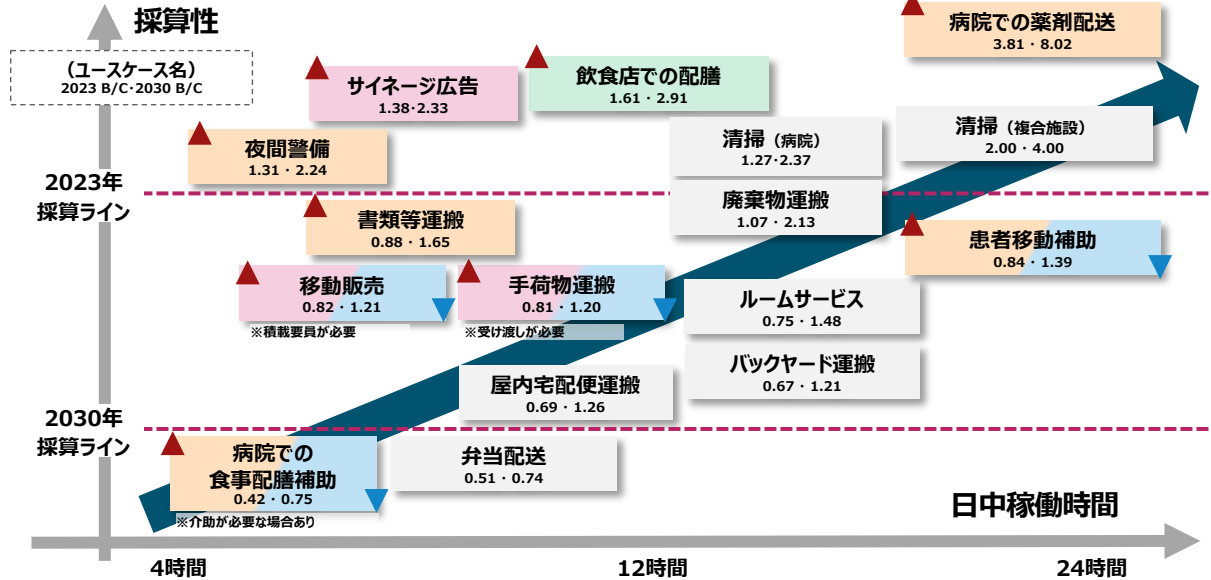 採算性
(ユースケース名)
2023 B/C・2030 B/C
病院での薬剤配送
3.81・8.02
サイネージ広告
1.38・2.33
飲食店での配膳
1.61・2.91
夜間警備
1.31・2.24
清掃（病院）
1.27・2.37
清掃（複合施設）
2.00・4.00
2023年
採算ライン
廃棄物運搬
1.07・2.13
書類等運搬
0.88・1.65
患者移動補助
0.84・1.39
移動販売
0.82・1.21
※積載要員が必要
手荷物運搬
0.81・1.20
※受け渡しが必要
ルームサービス
0.75・1.48
バックヤード運搬
0.67・1.21
屋内宅配便運搬
0.69・1.26
2030年
採算ライン
病院での
食事配膳補助
0.42・0.75
※介助が必要な場合あり
弁当配送
0.51・0.74
日中稼働時間
4時間
12時間
24時間